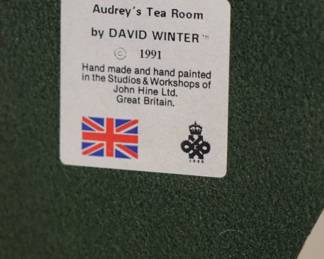 Audrey's Tea Room
by DAVID WINTER™
© 1991
Hand made and hand painted
in the Studios & Workshops of
John Hine Ltd.
Great Britain.